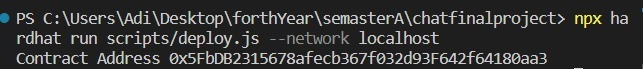 PS C:\Users\Adi\Desktop\forthYear\semasterA\chatfinalproject> npx ha
rdhat run scripts/deploy.js --network localhost
Contract Address 0x5FbDB2315678afecb367f032d93F642f64180aa3